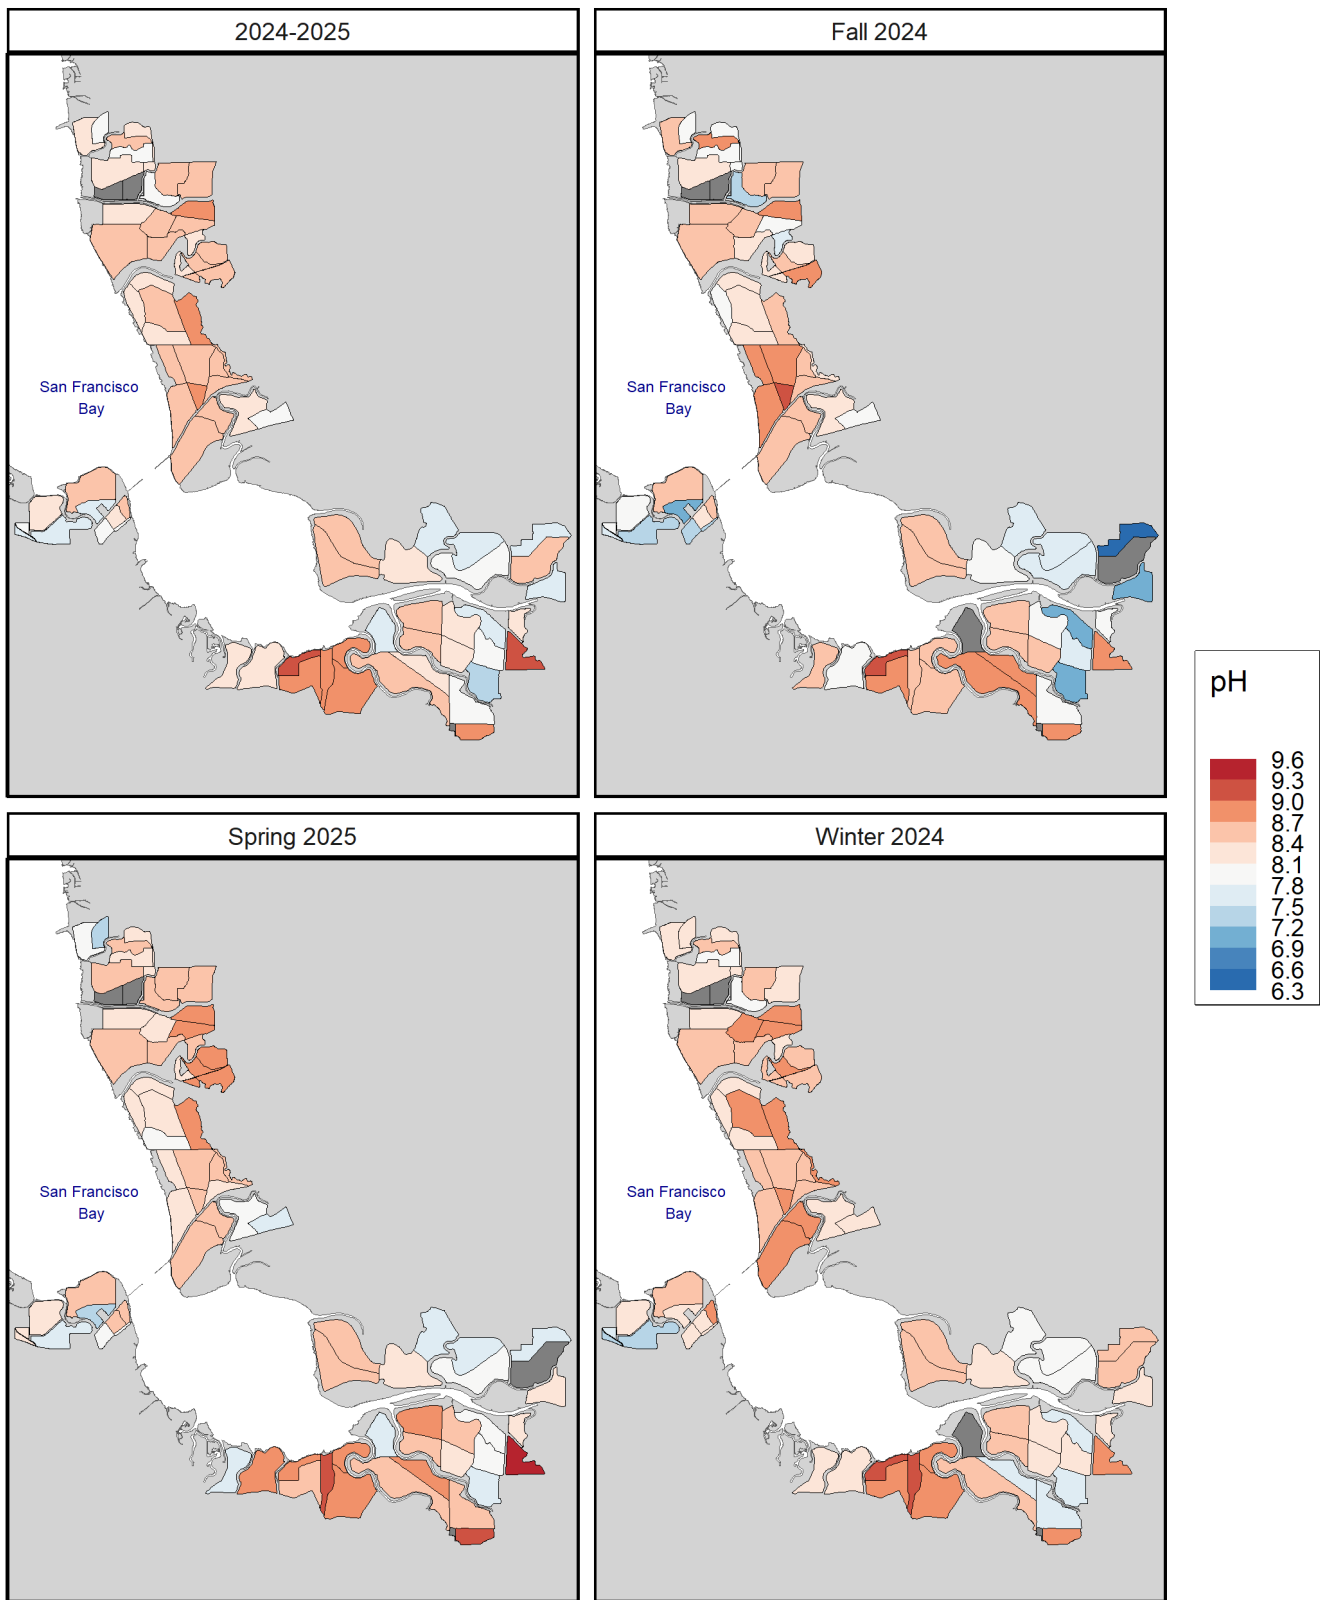 2024-2025
Fall 2024
San Francisco
Bay
San Francisco
Bay
pH
9.6
9.3
9.0
8.7
8.4
8.1
7.8
7.5
7.2
6.9
6.6
6.3
Spring 2025
Winter 2024
San Francisco
Bay
San Francisco
Bay